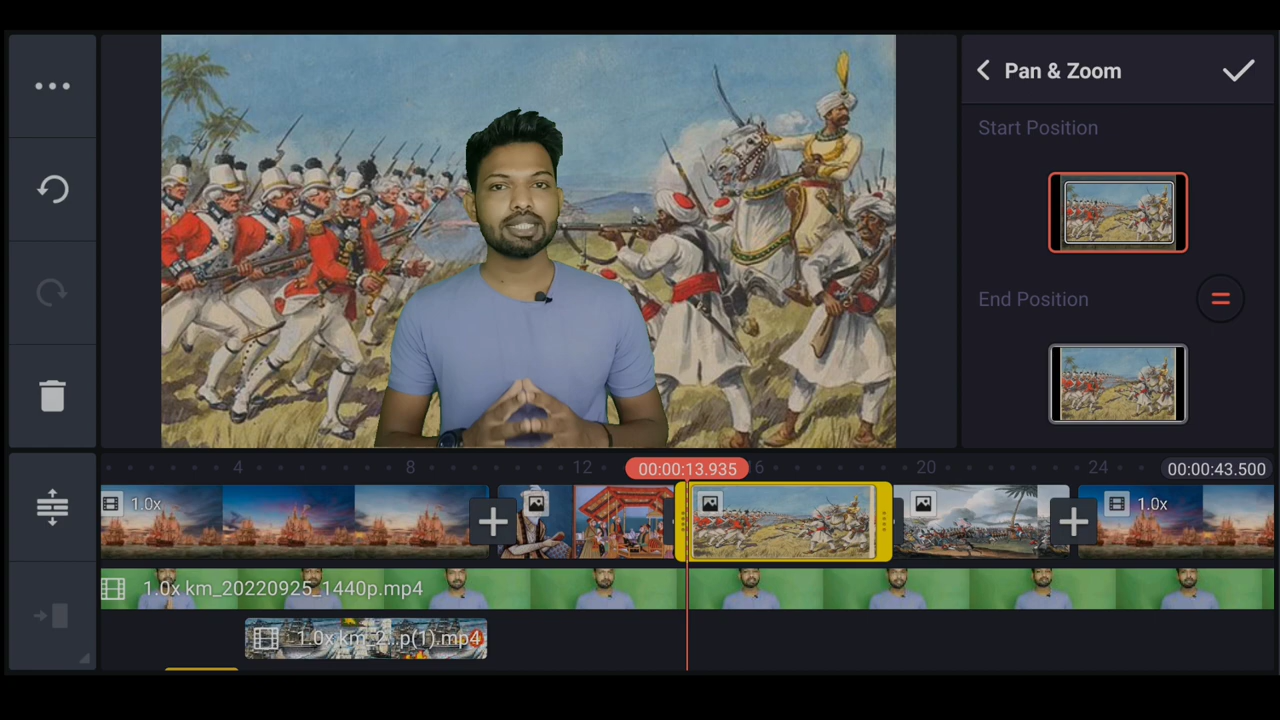 Pan & Zoom
Start Position
End Position
4
8
12
00:00:13.935
6
20
24
00:00:43.500
1.0x
1.0x
1.0x km_20220925_1440p.mp4
1.0x km_2...p(1).mp4